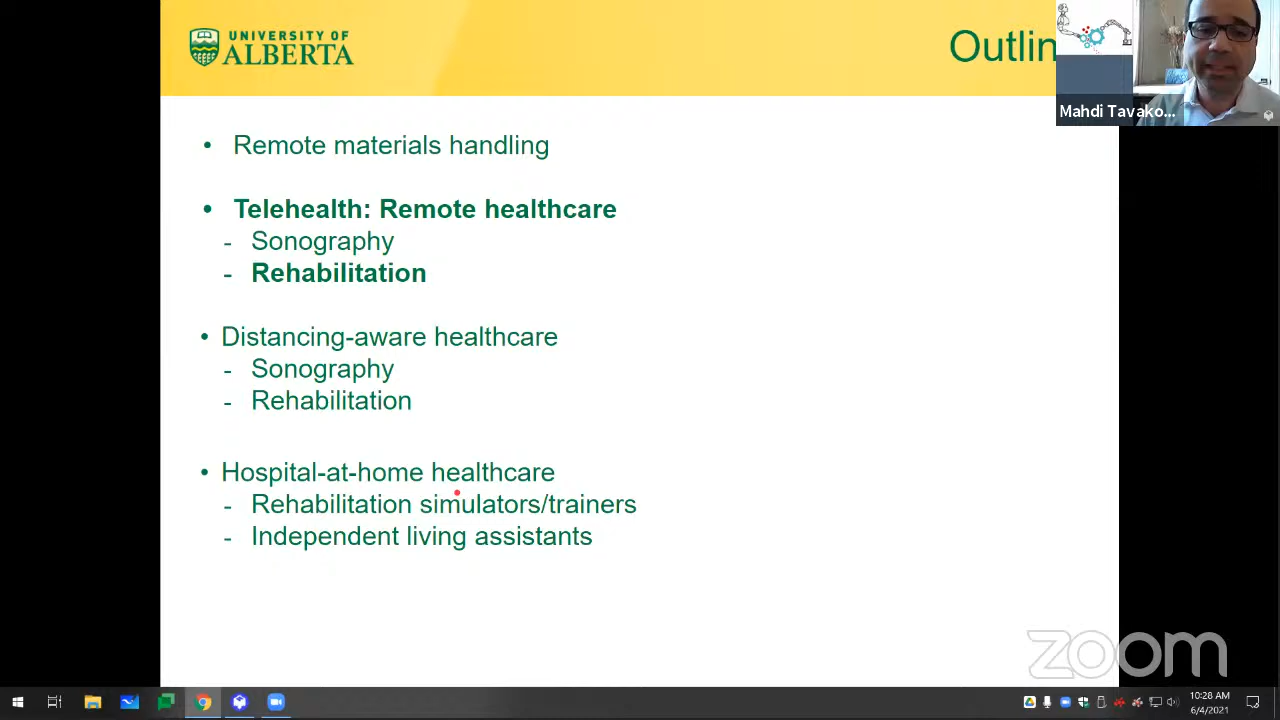 UNIVERSITY OF
ALBERTA
Outlin
Mahdi Tavako...
• Remote materials handling
• Telehealth: Remote healthcare
- Sonography
- Rehabilitation
• Distancing-aware healthcare
- Sonography
- Rehabilitation
• Hospital-at-home healthcare
- Rehabilitation simulators/trainers
- Independent living assistants
zoom
10:28 AM
6/4/2021